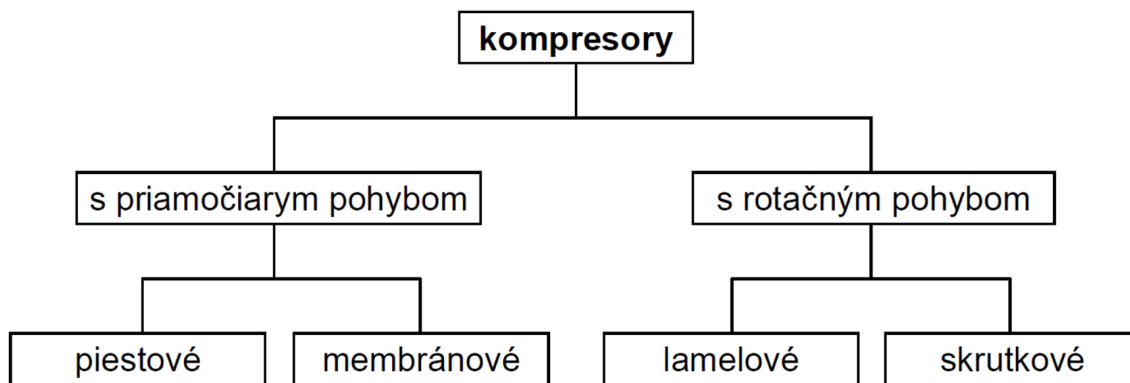 kompresory
s priamočiarym pohybom
s rotačným pohybom
piestové
membránové
lamelové
skrutkové